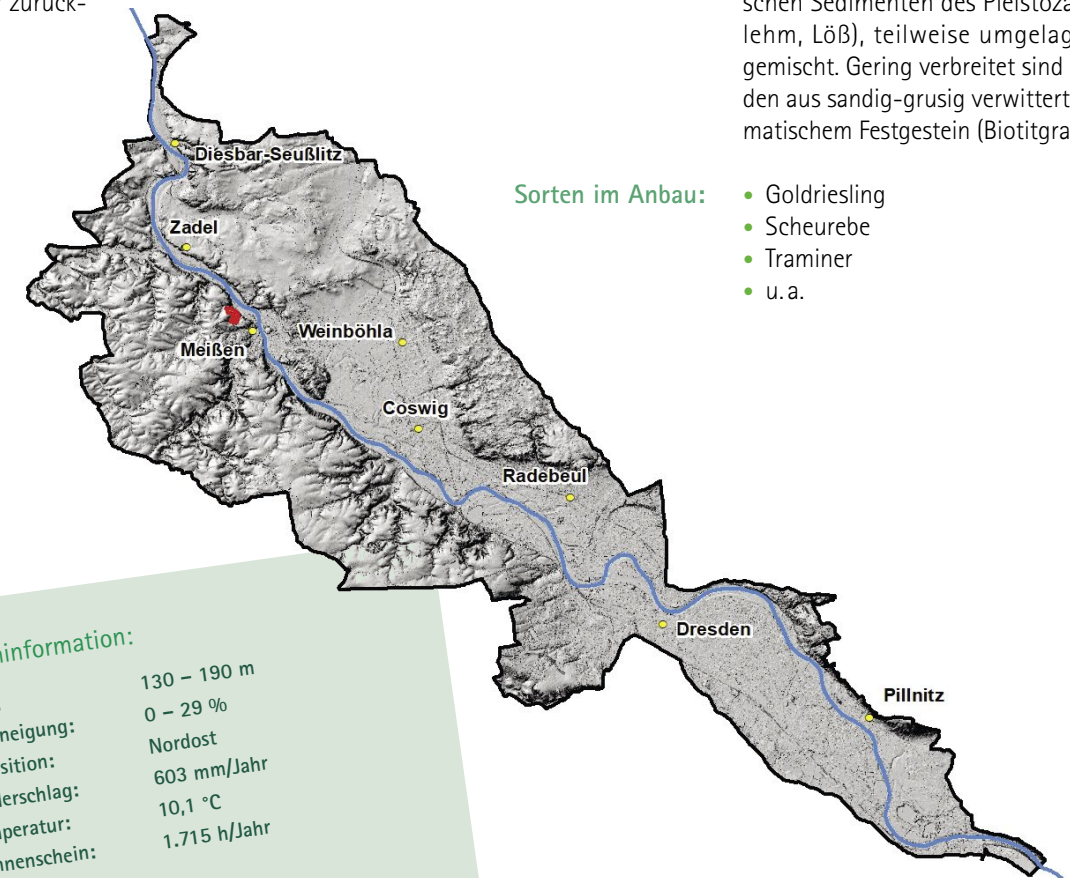 zurück-
schen Sedimenten des Pleistoza
lehm, Löß), teilweise umgelag
gemischt. Gering verbreitet sind
den aus sandig-grusig verwittert
matischem Festgestein (Biotitgra
Sorten im Anbau:
• Goldriesling
• Scheurebe
• Traminer
• u. a.
Diesbar-Seußlitz
Zadel
Meißen
Weinböhla
Coswig
Radebeul
Dresden
Pillnitz
ninformation:
130 – 190 m
neigung: 0 – 29 %
sition: Nordost
erschlag: 603 mm/Jahr
peratur: 10,1 °C
nnenschein: 1.715 h/Jahr